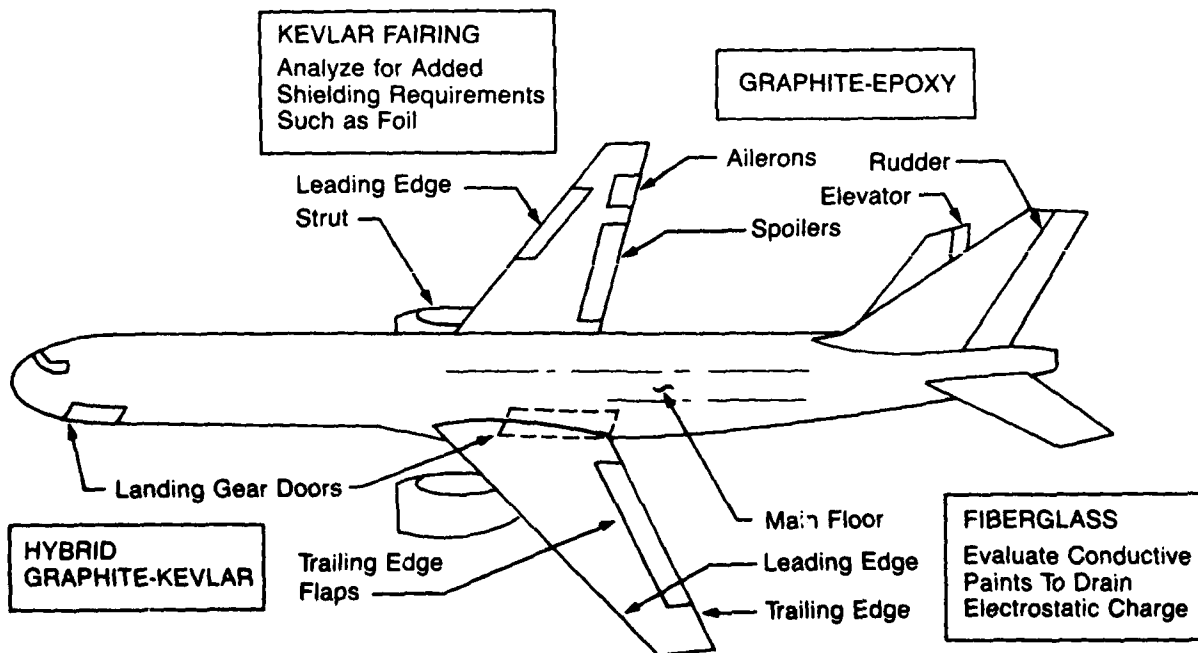 KEVLAR FAIRING
Analyze for Added
Shielding Requirements
Such as Foil
GRAPHITE-EPOXY
Leading Edge
Strut
Ailerons
Rudder
Elevator
Spoilers
Landing Gear Doors
HYBRID
GRAPHITE-KEVLAR
Trailing Edge
Flaps
Main Floor
Leading Edge
Trailing Edge
FIBERGLASS
Evaluate Conductive
Paints To Drain
Electrostatic Charge